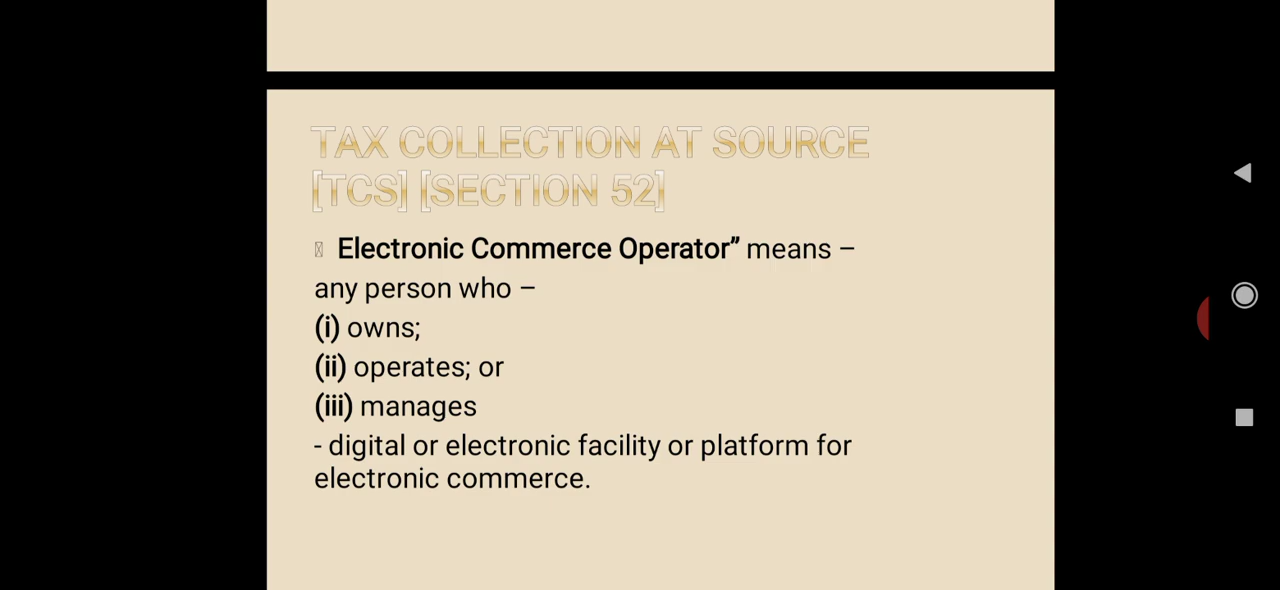 TAX COLLECTION AT SOURCE
[TCS] [SECTION 52]
Electronic Commerce Operator” means –
any person who –
(i) owns;
(ii) operates; or
(iii) manages
- digital or electronic facility or platform for
electronic commerce.